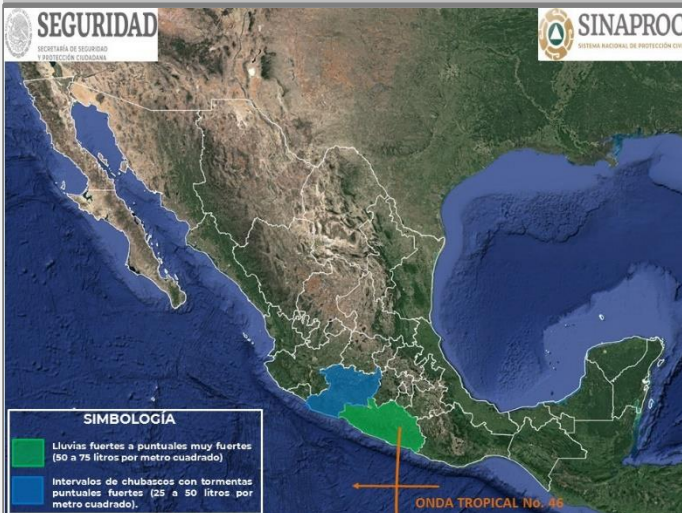 SEGURIDAD
SECRETARÍA DE SEGURIDAD
Y PROTECCIÓN CIUDADANA
SINAPROC
SISTEMA NACIONAL DE PROTECCIÓN CIVI
SIMBOLOGÍA
Lluvias fuertes a puntuales muy fuertes
(50 a 75 litros por metro cuadrado)
Intervalos de chubascos con tormentas
puntuales fuertes (25 a 50 litros por
metro cuadrado).
ONDA TROPICAL No. 46